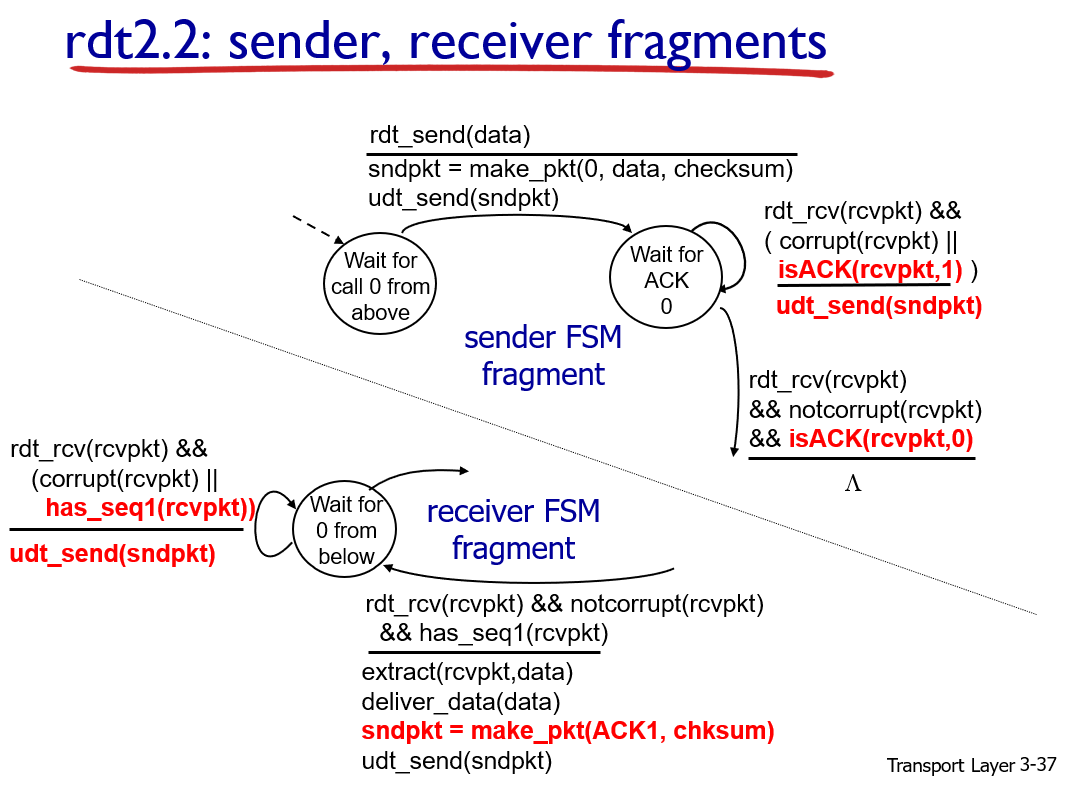 rdt2.2: sender, receiver fragments
rdt_send(data)
sndpkt = make_pkt(0, data, checksum)
udt_send(sndpkt)
Wait for
call 0 from
above
Wait for
ACK
0
rdt_rcv(rcvpkt) &&
( corrupt(rcvpkt) ||
isACK(rcvpkt,1) )
udt_send(sndpkt)
sender FSM
fragment
rdt_rcv(rcvpkt)
&& notcorrupt(rcvpkt)
&& isACK(rcvpkt,0)
Λ
rdt_rcv(rcvpkt) &&
(corrupt(rcvpkt) ||
has_seq1(rcvpkt))
udt_send(sndpkt)
Wait for
0 from
below
receiver FSM
fragment
rdt_rcv(rcvpkt) && notcorrupt(rcvpkt)
&& has_seq1(rcvpkt)
extract(rcvpkt,data)
deliver_data(data)
sndpkt = make_pkt(ACK1, chksum)
udt_send(sndpkt)
Transport Layer 3-37